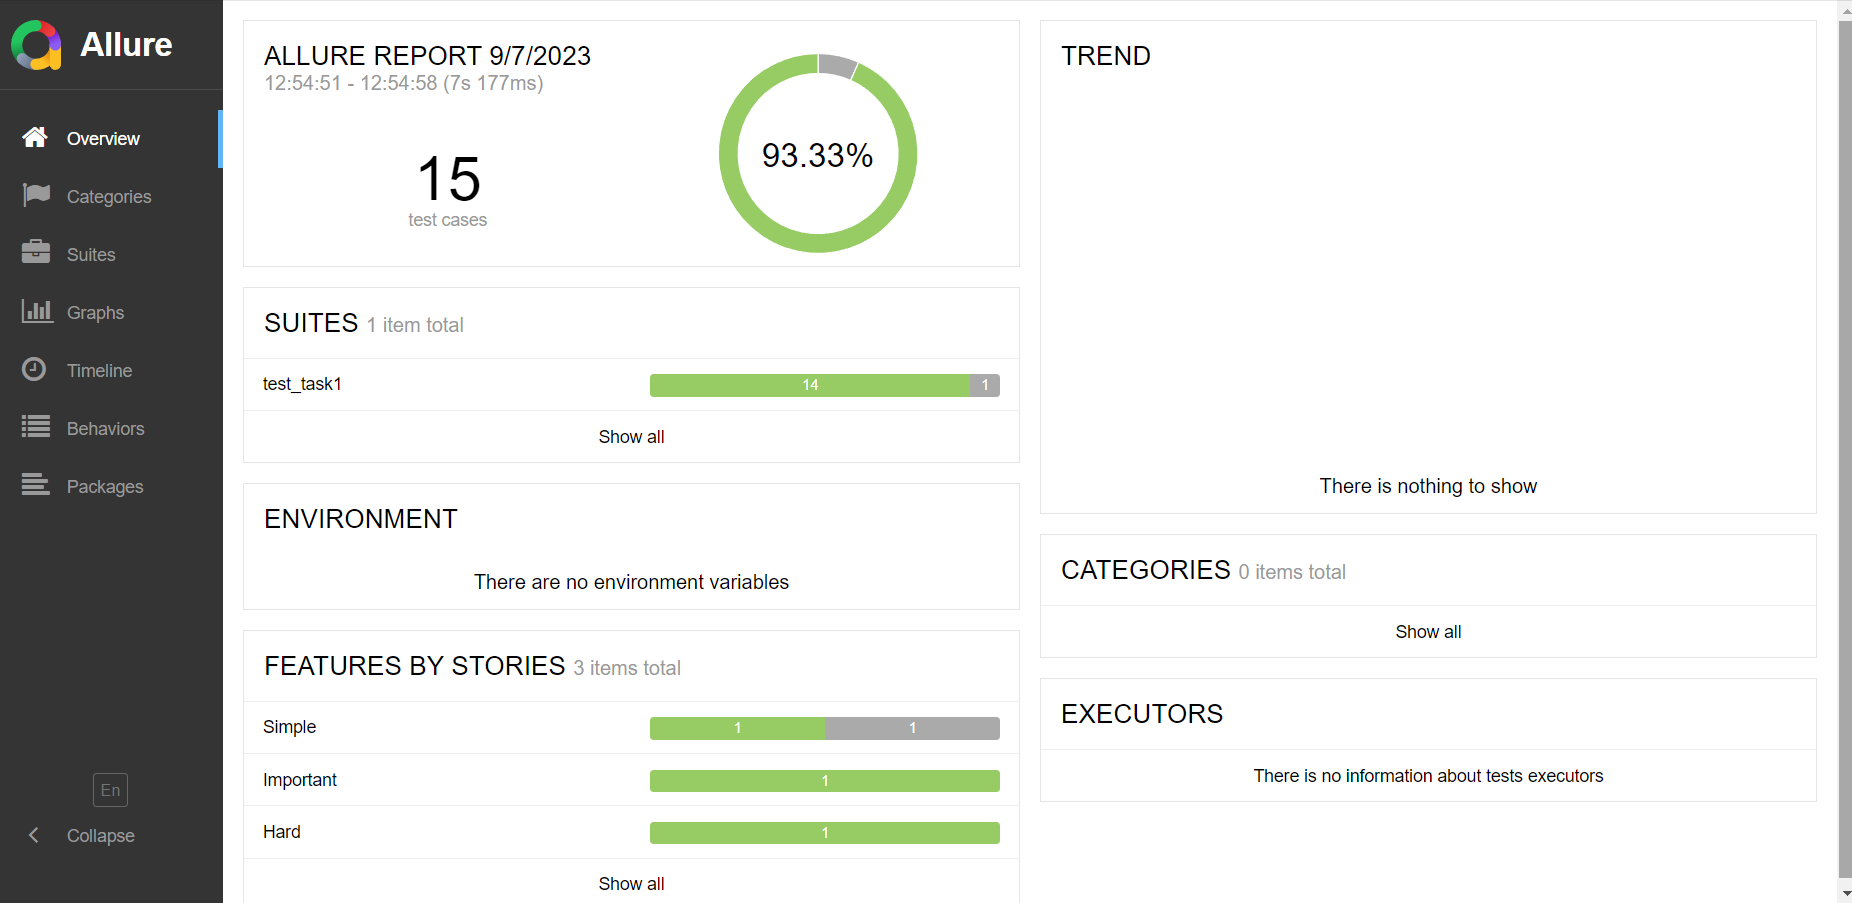 Allure
Overview
Categories
Suites
Graphs
Timeline
Behaviors
Packages
En
Collapse
ALLURE REPORT 9/7/2023
12:54:51 - 12:54:58 (7s 177ms)
15
test cases
93.33%
SUITES 1 item total
test_task1 14 1
Show all
ENVIRONMENT
There are no environment variables
FEATURES BY STORIES 3 items total
Simple 1 1
Important 1
Hard 1
Show all
TREND
There is nothing to show
CATEGORIES 0 items total
Show all
EXECUTORS
There is no information about tests executors